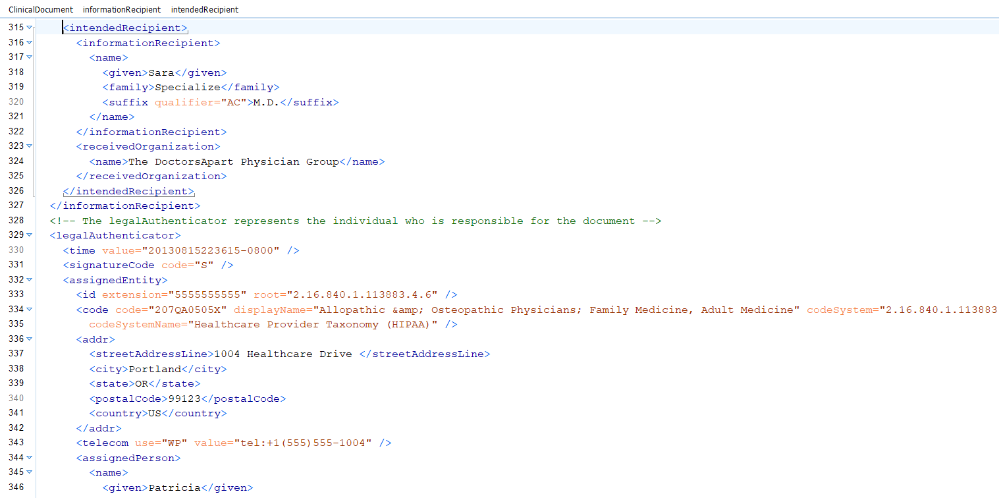 ClinicalDocument informationRecipient intendedRecipient
315 <intendedRecipient>
316 <informationRecipient>
317 <name>
318 <given>Sara</given>
319 <family>Specialize</family>
320 <suffix qualifier="AC">M.D.</suffix>
321 </name>
322 </informationRecipient>
323 <receivedOrganization>
324 <name>The DoctorsApart Physician Group</name>
325 </receivedOrganization>
326 </intendedRecipient>
327 </informationRecipient>
328 <!-- The legalAuthenticator represents the individual who is responsible for the document -->
329 <legalAuthenticator>
330 <time value="20130815223615-0800" />
331 <signatureCode code="S" />
332 <assignedEntity>
333 <id extension="5555555555" root="2.16.840.1.113883.4.6" />
334 <code code="207QA0505X" displayName="Allopathic &amp; Osteopathic Physicians; Family Medicine, Adult Medicine" codeSystem="2.16.840.1.113883
335 codeSystemName="Healthcare Provider Taxonomy (HIPAA)" />
336 <addr>
337 <streetAddressLine>1004 Healthcare Drive </streetAddressLine>
338 <city>Portland</city>
339 <state>OR</state>
340 <postalCode>99123</postalCode>
341 <country>US</country>
342 </addr>
343 <telecom use="WP" value="tel:+1(555)555-1004" />
344 <assignedPerson>
345 <name>
346 <given>Patricia</given>